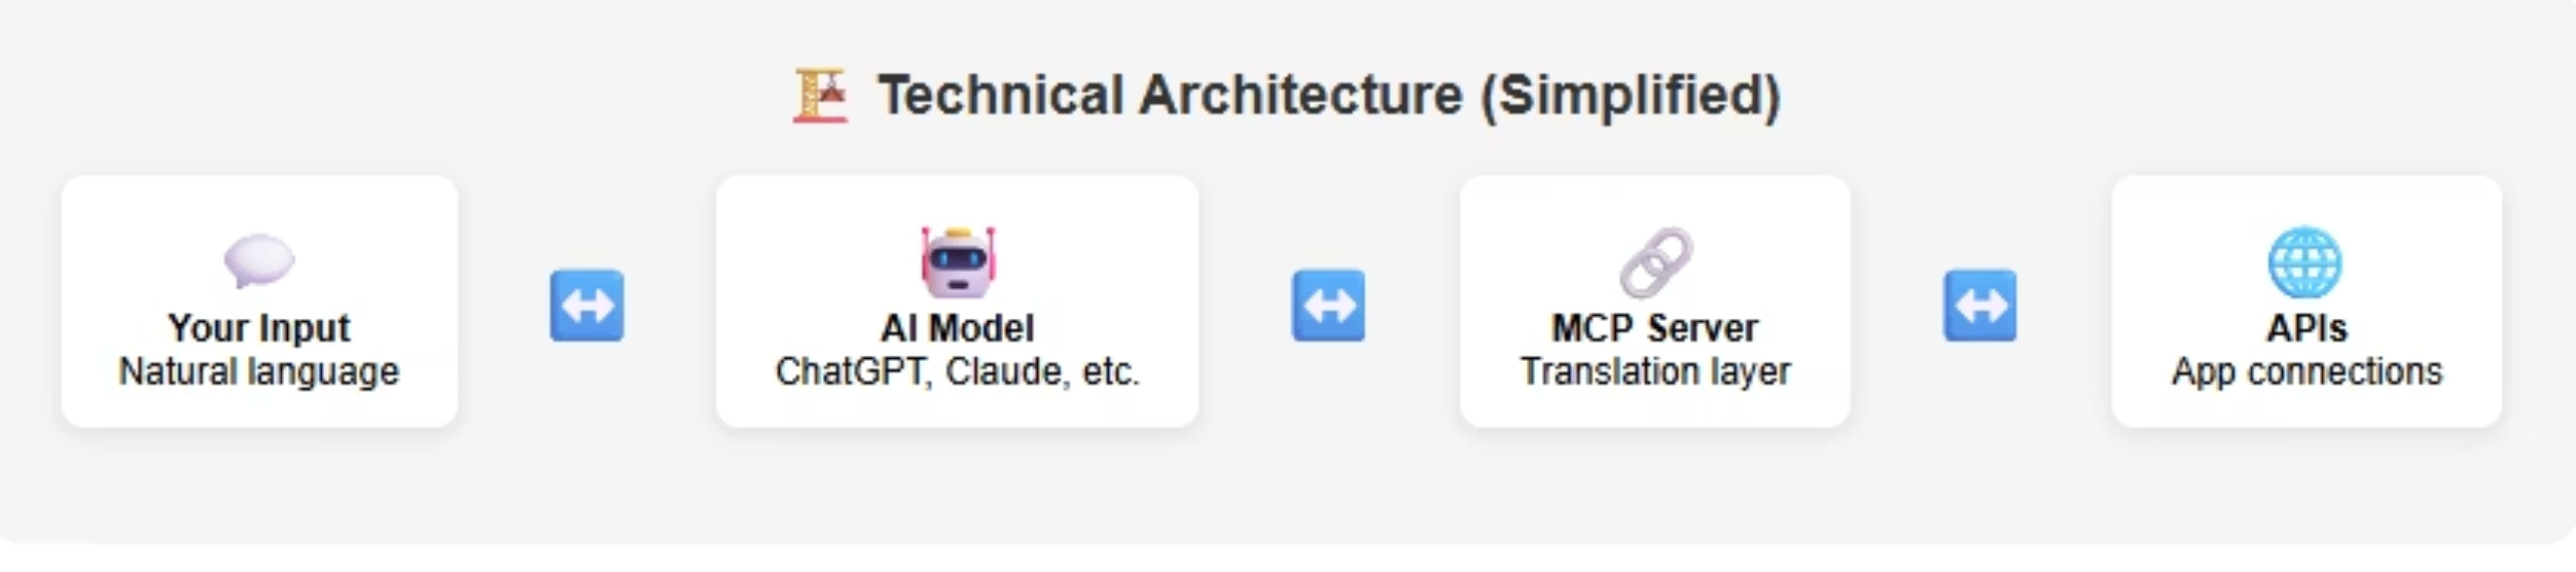 Technical Architecture (Simplified)
Your Input
Natural language
AI Model
ChatGPT, Claude, etc.
MCP Server
Translation layer
APIs
App connections